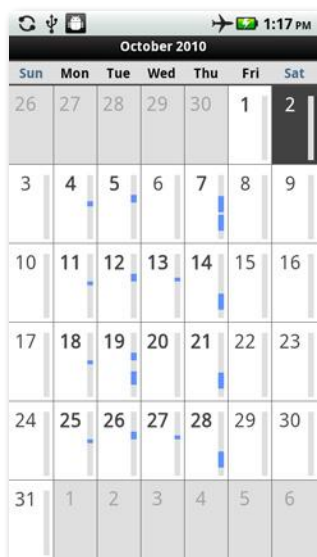 1:17 PM
October 2010
Sun Mon Tue Wed Thu Fri Sat
26 27 28 29 30 1 2
3 4 5 6 7 8 9
10 11 12 13 14 15 16
17 18 19 20 21 22 23
24 25 26 27 28 29 30
31 1 2 3 4 5 6